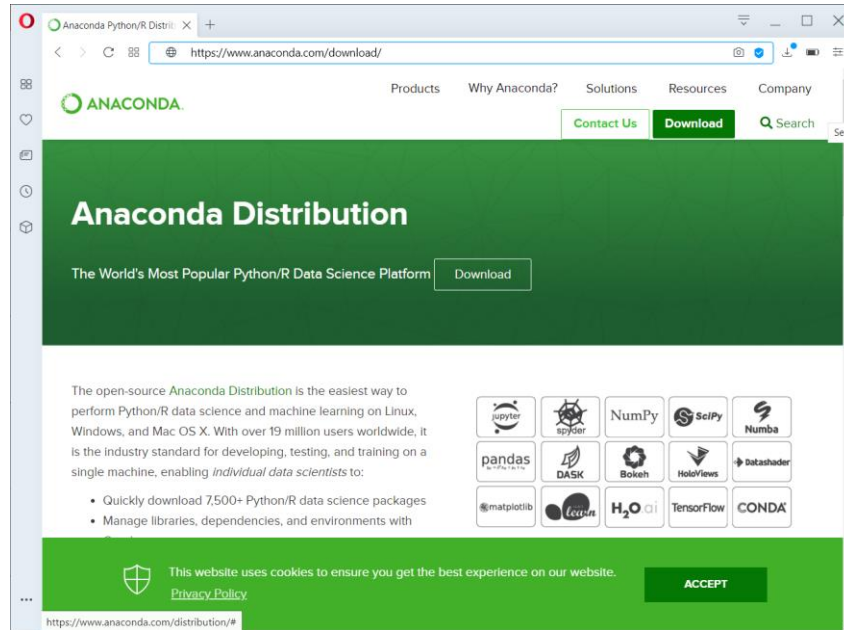 Anaconda Python/R Distrib
https://www.anaconda.com/download/
Products Why Anaconda? Solutions Resources Company
ANACONDA.
Contact Us Download Search
Se
Anaconda Distribution
The World's Most Popular Python/R Data Science Platform Download
The open-source Anaconda Distribution is the easiest way to
perform Python/R data science and machine learning on Linux,
Windows, and Mac OS X. With over 19 million users worldwide, it
is the industry standard for developing, testing, and training on a
single machine, enabling individual data scientists to:
• Quickly download 7,500+ Python/R data science packages
• Manage libraries, dependencies, and environments with
jupyter spyder NumPy SciPy Numba
pandas DASK Bokeh HoloViews Datashader
matplotlib learn H2O.ai TensorFlow CONDA
This website uses cookies to ensure you get the best experience on our website.
Privacy Policy
ACCEPT
https://www.anaconda.com/distribution/#